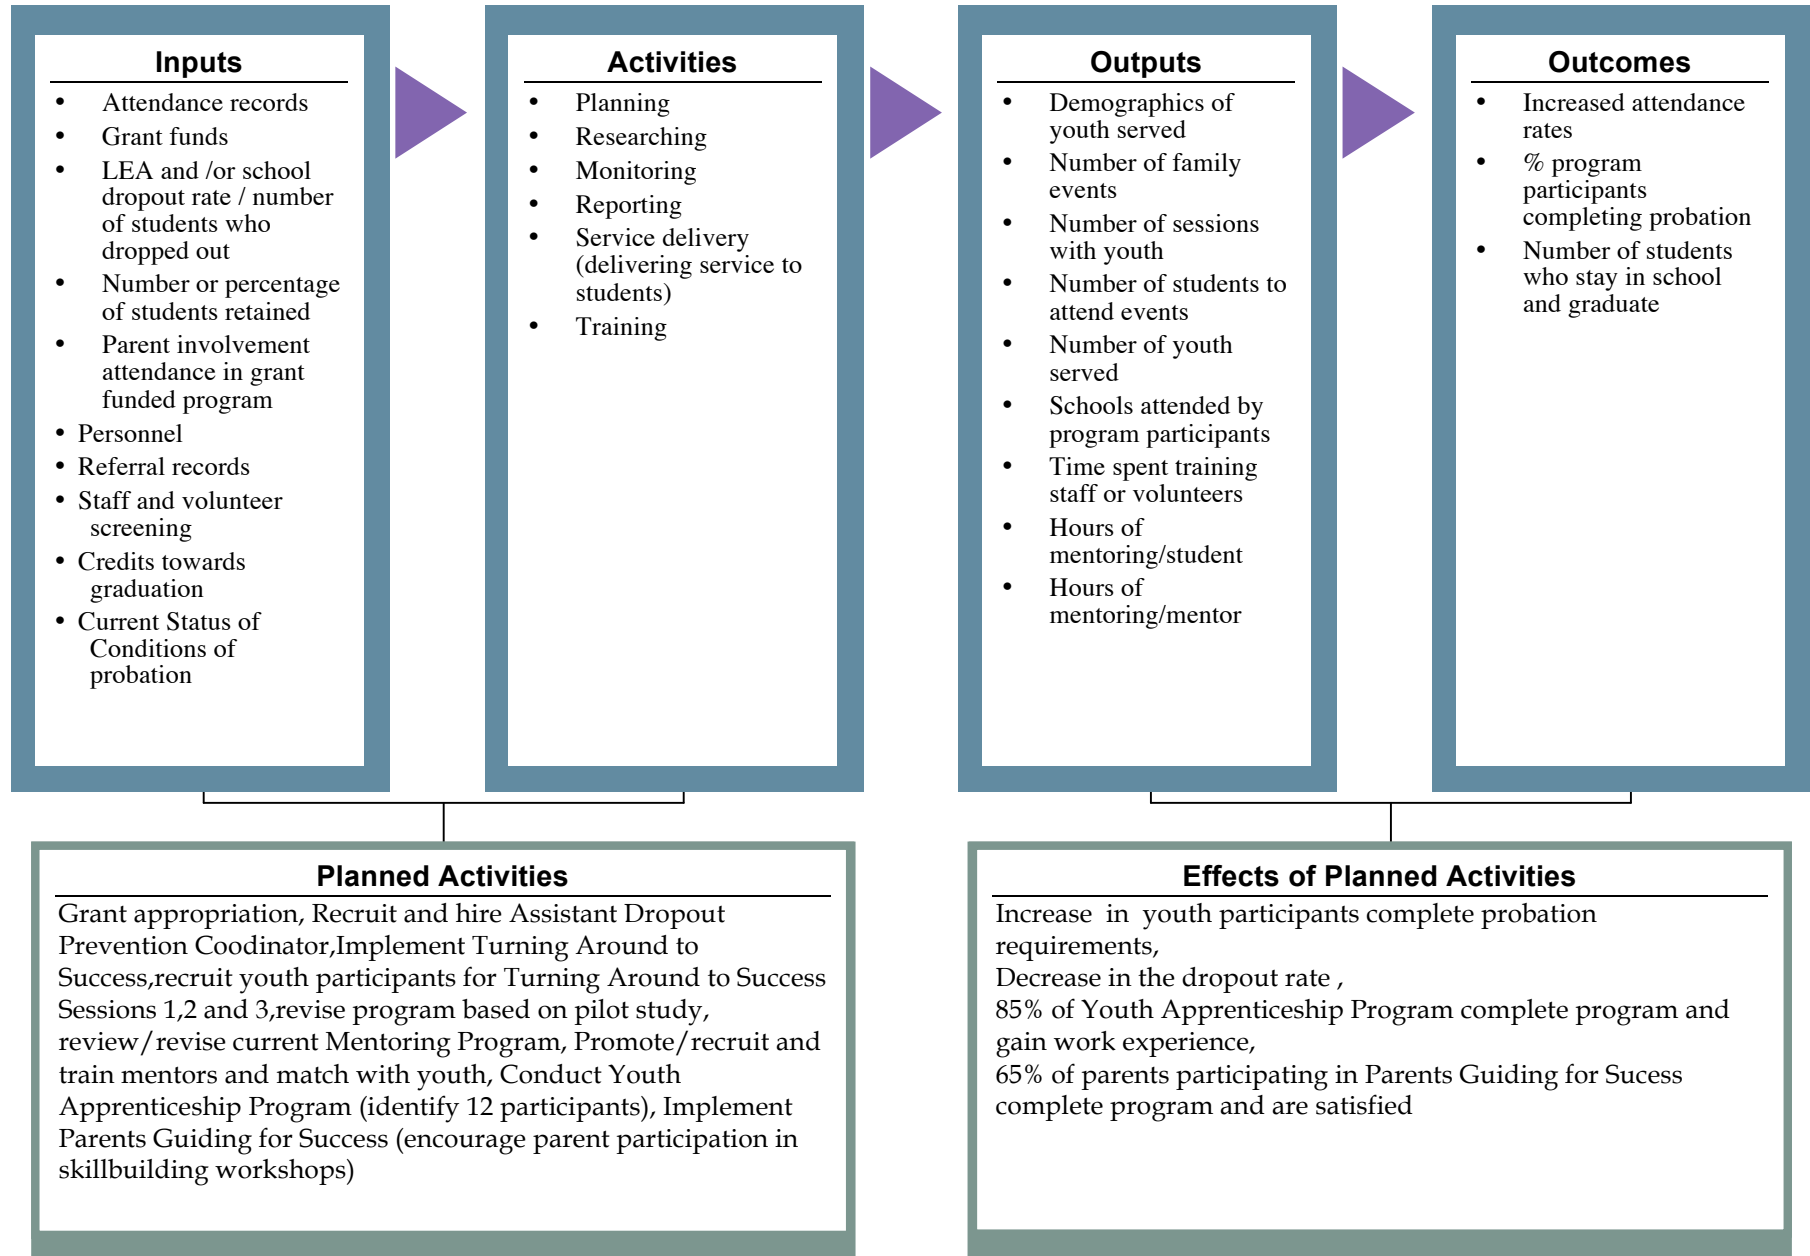 Inputs
• Attendance records
• Grant funds
• LEA and /or school
dropout rate / number
of students who
dropped out
• Number or percentage
of students retained
• Parent involvement
attendance in grant
funded program
• Personnel
• Referral records
• Staff and volunteer
screening
• Credits towards
graduation
• Current Status of
Conditions of
probation
Activities
• Planning
• Researching
• Monitoring
• Reporting
• Service delivery
(delivering service to
students)
• Training
Outputs
• Demographics of
youth served
• Number of family
events
• Number of sessions
with youth
• Number of students to
attend events
• Number of youth
served
• Schools attended by
program participants
• Time spent training
staff or volunteers
• Hours of
mentoring/student
• Hours of
mentoring/mentor
Outcomes
• Increased attendance
rates
• % program
participants
completing probation
• Number of students
who stay in school
and graduate
Planned Activities
Grant appropriation, Recruit and hire Assistant Dropout
Prevention Coodinator,Implement Turning Around to
Success,recruit youth participants for Turning Around to Success
Sessions 1,2 and 3,revise program based on pilot study,
review/revise current Mentoring Program, Promote/recruit and
train mentors and match with youth, Conduct Youth
Apprenticeship Program (identify 12 participants), Implement
Parents Guiding for Success (encourage parent participation in
skillbuilding workshops)
Effects of Planned Activities
Increase in youth participants complete probation
requirements,
Decrease in the dropout rate ,
85% of Youth Apprenticeship Program complete program and
gain work experience,
65% of parents participating in Parents Guiding for Sucess
complete program and are satisfied